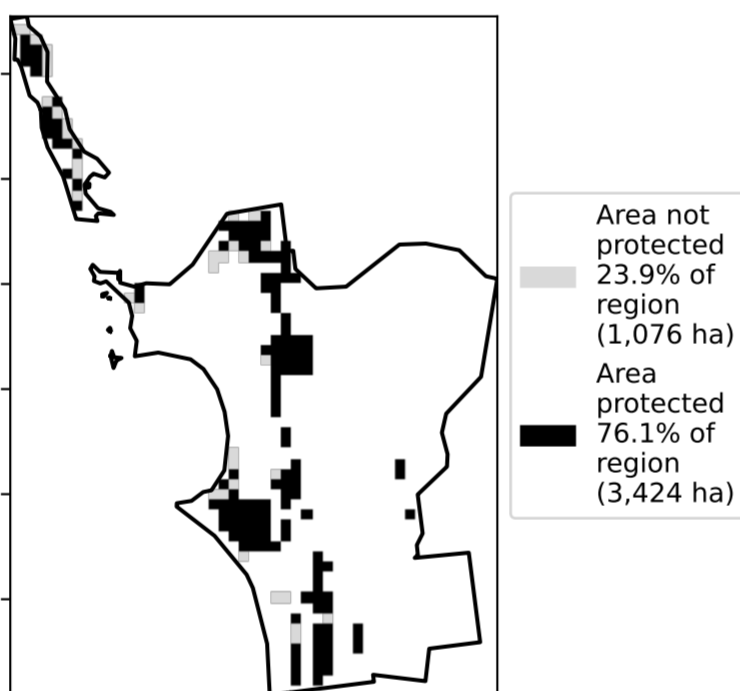 Area not
protected
23.9% of
region
(1,076 ha)
Area
protected
76.1% of
region
(3,424 ha)